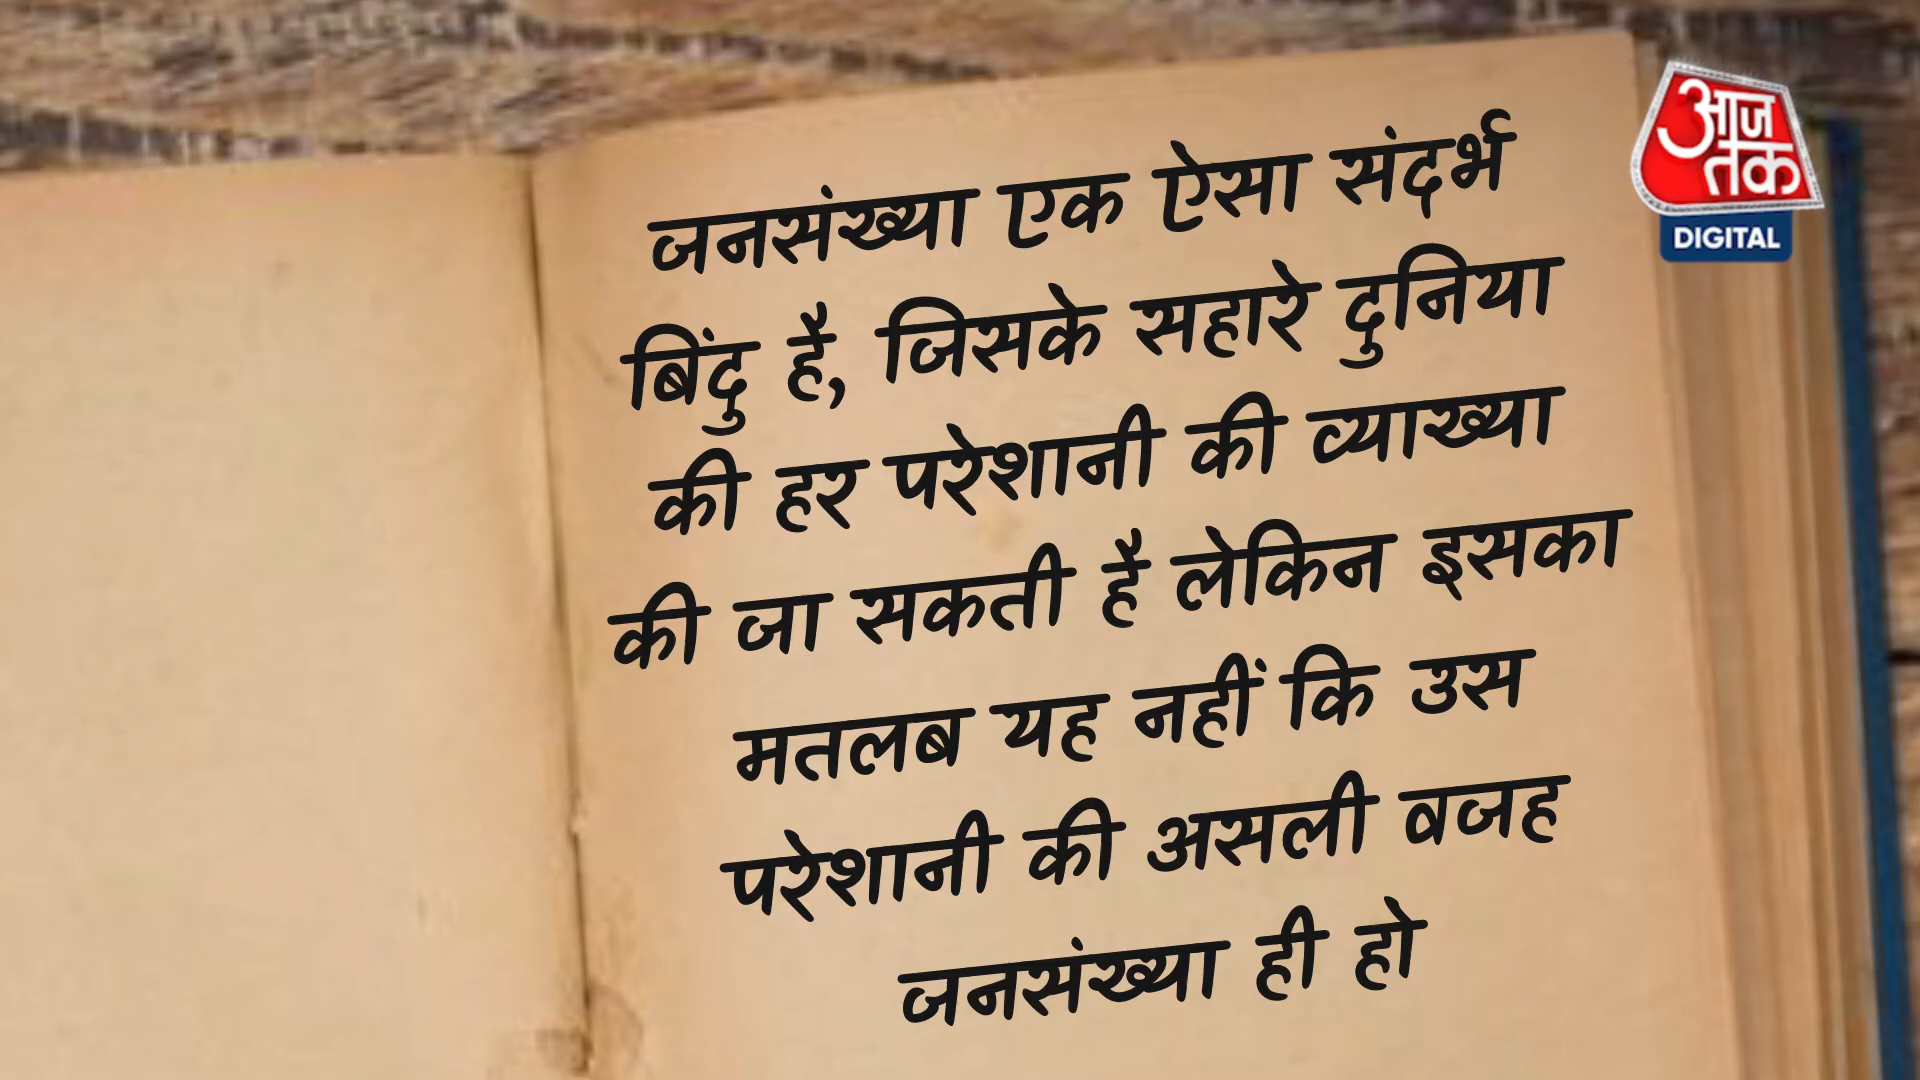 जनसंख्या एक ऐसा संदर्भ
बिंदु है, जिसके सहारे दुनिया
की हर परेशानी की व्याख्या
की जा सकती है लेकिन इसका
मतलब यह नहीं कि उस
परेशानी की असली वजह
जनसंख्या ही हो
आज
तक
DIGITAL